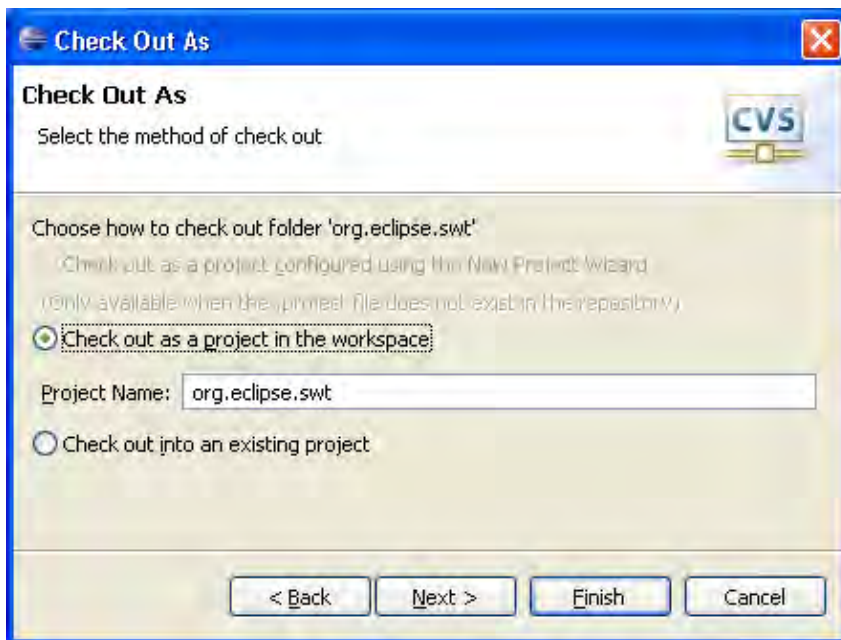 Check Out As
Check Out As
CVS
Select the method of check out
Choose how to check out folder 'org.eclipse.swt'
Check out as a project configured using the New Project Wizard
(Only available when the .project file does not exist in the repository)
Check out as a project in the workspace
Project Name: org.eclipse.swt
Check out into an existing project
< Back Next > Finish Cancel